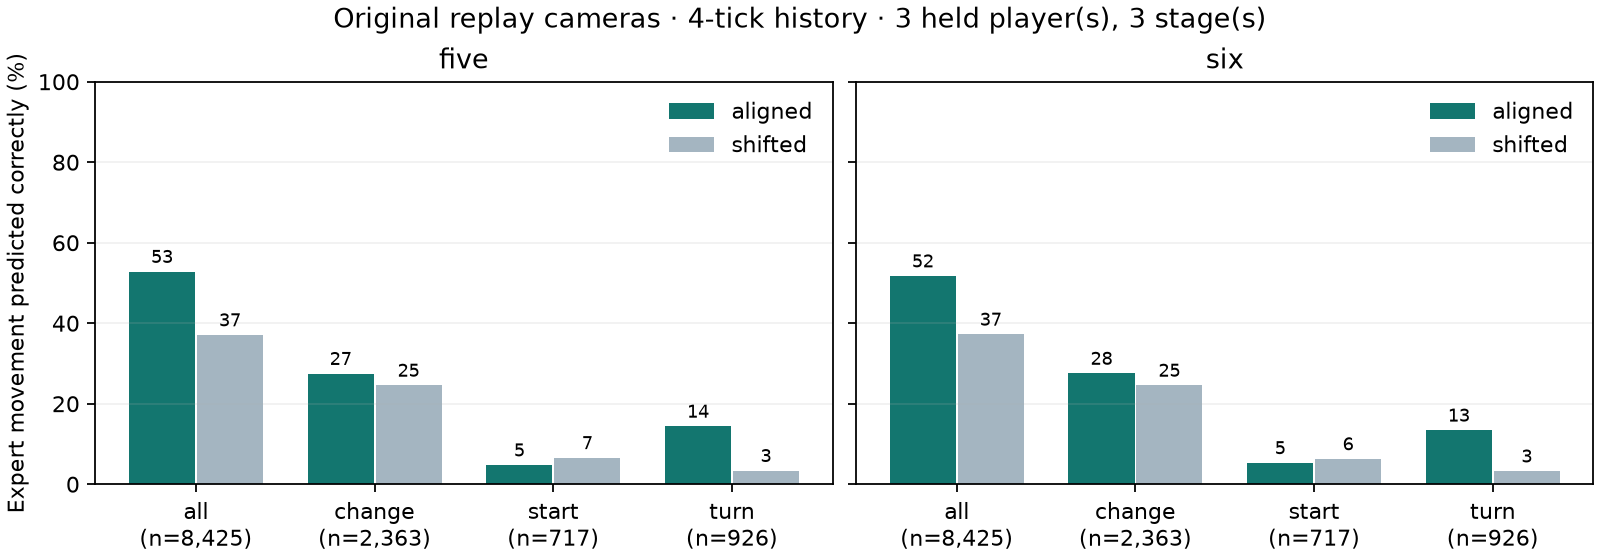 Original replay cameras · 4-tick history · 3 held player(s), 3 stage(s)
five
six
Expert movement predicted correctly (%)
100
80
60
40
20
0
aligned
shifted
53
37
27
25
5
7
14
3
all
(n=8,425)
change
(n=2,363)
start
(n=717)
turn
(n=926)
aligned
shifted
52
37
28
25
5
6
13
3
all
(n=8,425)
change
(n=2,363)
start
(n=717)
turn
(n=926)